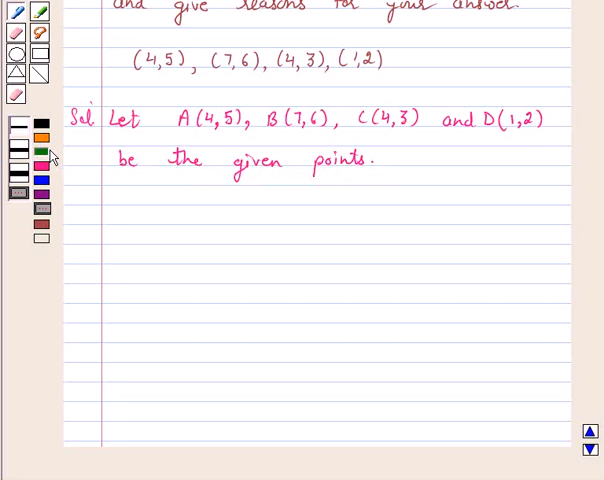 and give reasons for your answer.
(4,5), (7,6), (4,3), (1,2)
Sol Let A(4,5), B(7,6), C(4,3) and D(1,2)
be the given points.